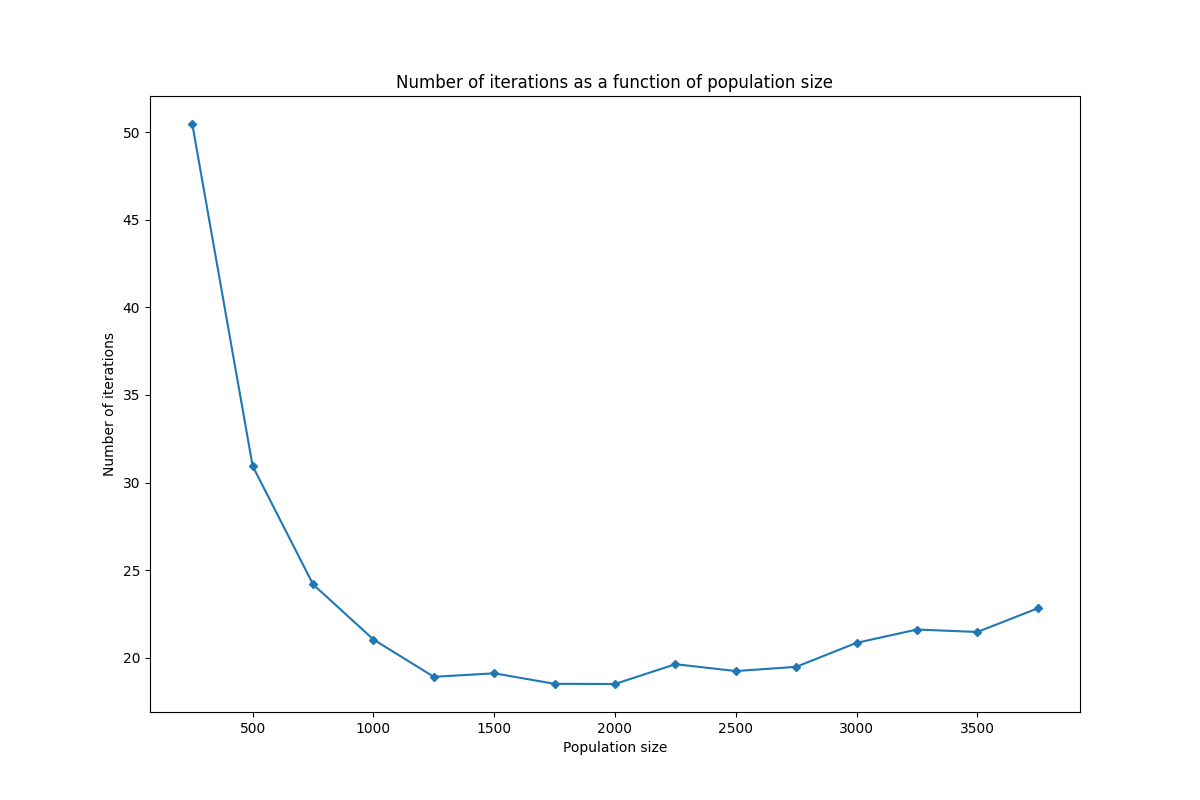 Number of iterations as a function of population size
50
45
40
35
30
25
20
Number of iterations
500 1000 1500 2000 2500 3000 3500
Population size